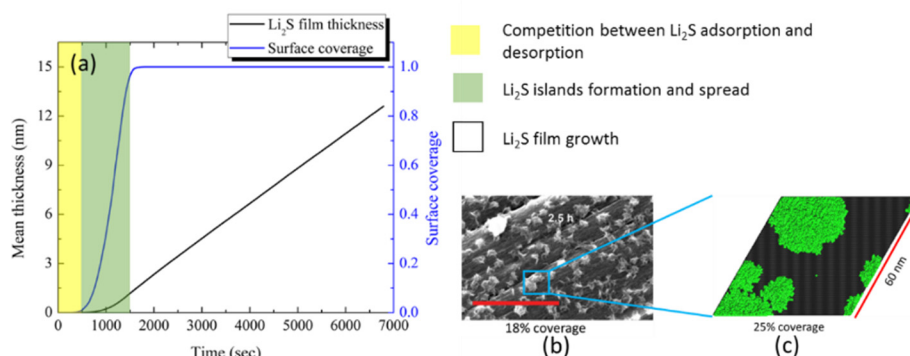 Li₂S film thickness
Surface coverage
(a)
15
12
9
6
3
0
Mean thickness (nm)
1.0
0.8
0.6
0.4
0.2
0.0
Surface coverage
0 1000 2000 3000 4000 5000 6000 7000
Time (sec)
Competition between Li₂S adsorption and
desorption
Li₂S islands formation and spread
Li₂S film growth
2.5 h
18% coverage
(b)
60 nm
25% coverage
(c)